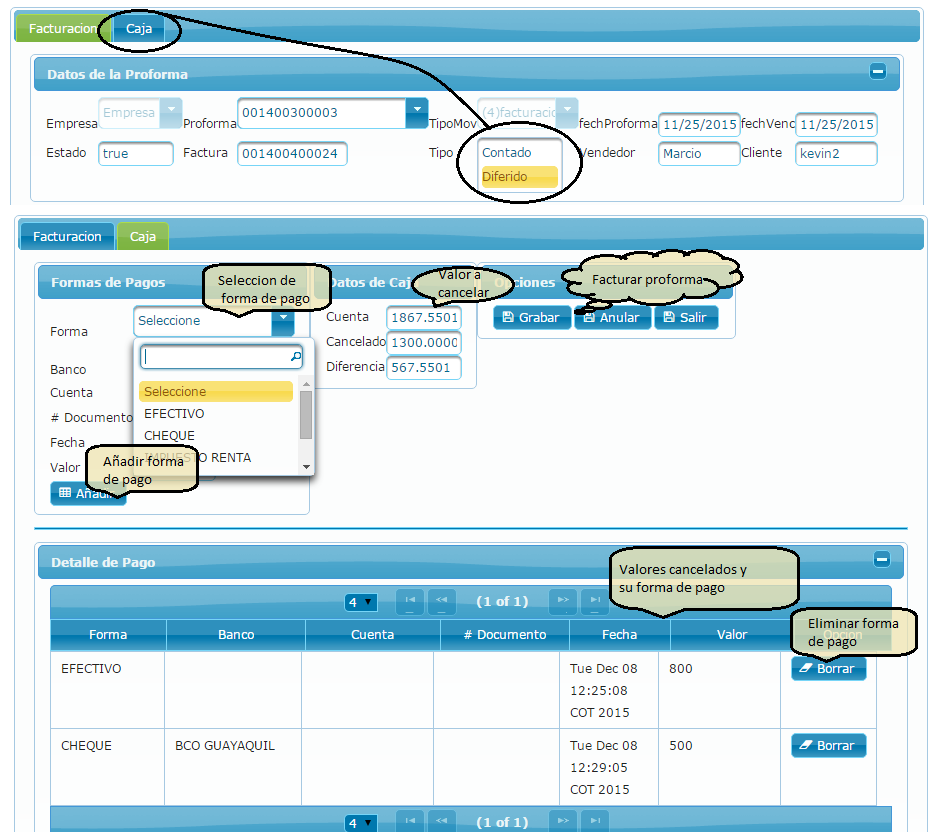 Facturacion Caja
Datos de la Proforma
Empresa Empresa Proforma 001400300003 TipoMov (4)facturacio fechProforma 11/25/2015 fechVenc 11/25/2015
Estado true Factura 001400400024 Tipo Contado Vendedor Marcio Cliente kevin2
Diferido
Facturacion Caja
Formas de Pagos Datos de Caj Opciones
Seleccion de
forma de pago
Valor a
cancelar
Facturar proforma
Forma Seleccione
Cuenta 1867.5501
Grabar Anular Salir
Cancelado 1300.0000
Diferencia 567.5501
Banco
Cuenta Seleccione
# Documento EFECTIVO
Fecha CHEQUE
Valor IMPUESTO RENTA
Añadir forma
de pago
Añadir
Detalle de Pago
Valores cancelados y
su forma de pago
4 (1 of 1)
Eliminar forma
de pago
Forma Banco Cuenta # Documento Fecha Valor Opcion
EFECTIVO Tue Dec 08 800 Borrar
12:25:08
COT 2015
CHEQUE BCO GUAYAQUIL Tue Dec 08 500 Borrar
12:29:05
COT 2015
4 (1 of 1)